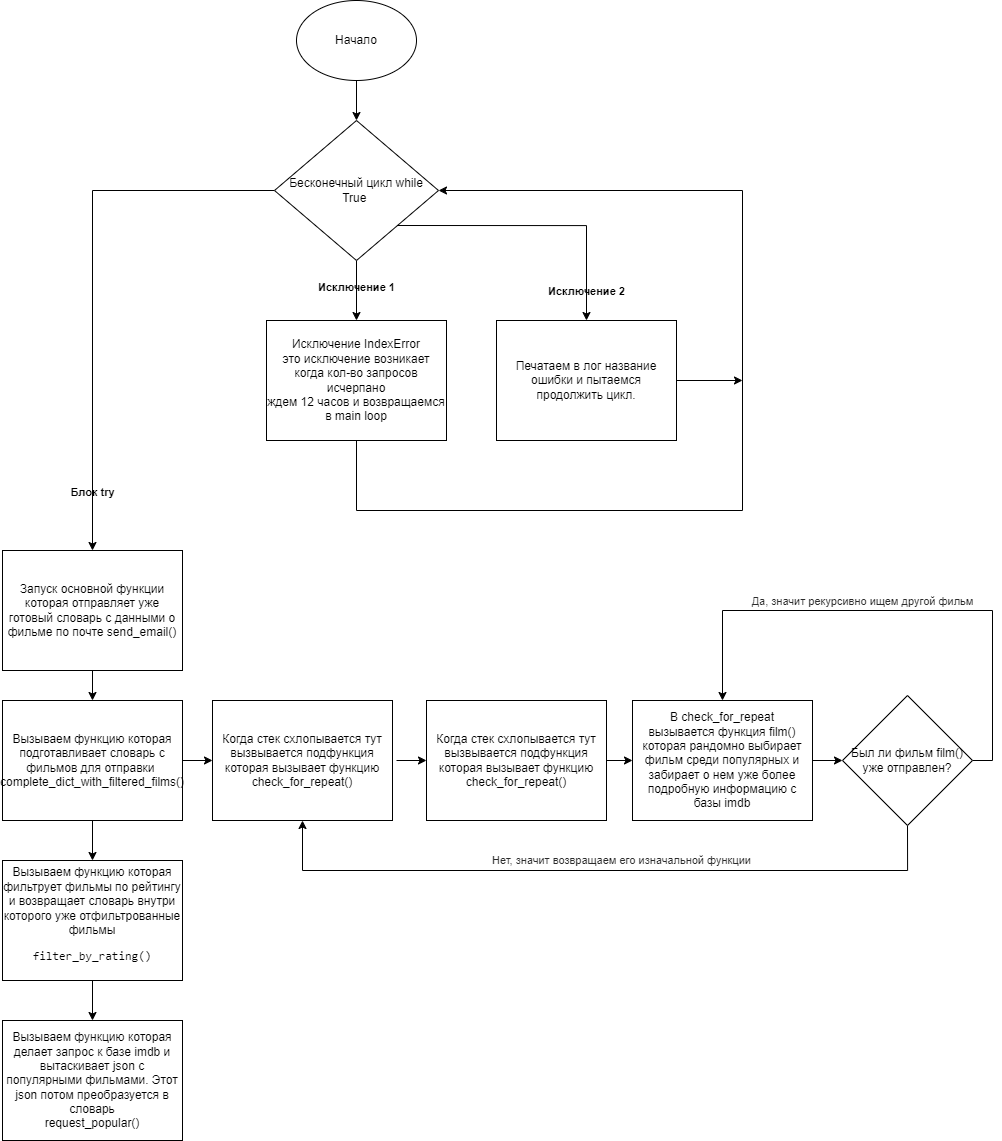 Начало
Бесконечный цикл while
True
Исключение 1
Исключение 2
Исключение IndexError
это исключение возникает
когда кол-во запросов
исчерпано
ждем 12 часов и возвращаемся
в main loop
Печатаем в лог название
ошибки и пытаемся
продолжить цикл.
Блок try
Запуск основной функции
которая отправляет уже
готовый словарь с данными о
фильме по почте send_email()
Да, значит рекурсивно ищем другой фильм
Вызываем функцию которая
подготавливает словарь с
фильмов для отправки
complete_dict_with_filtered_films()
Когда стек схлопывается тут
вызвывается подфункция
которая вызывает функцию
check_for_repeat()
Когда стек схлопывается тут
вызвывается подфункция
которая вызывает функцию
check_for_repeat()
В check_for_repeat
вызывается функция film()
которая рандомно выбирает
фильм среди популярных и
забирает о нем уже более
подробную информацию с
базы imdb
Был ли фильм film()
уже отправлен?
Нет, значит возвращаем его изначальной функции
Вызываем функцию которая
фильтрует фильмы по рейтингу
и возвращает словарь внутри
которого уже отфильтрованные
фильмы
filter_by_rating()
Вызываем функцию которая
делает запрос к базе imdb и
вытаскивает json с
популярными фильмами. Этот
json потом преобразуется в
словарь
request_popular()